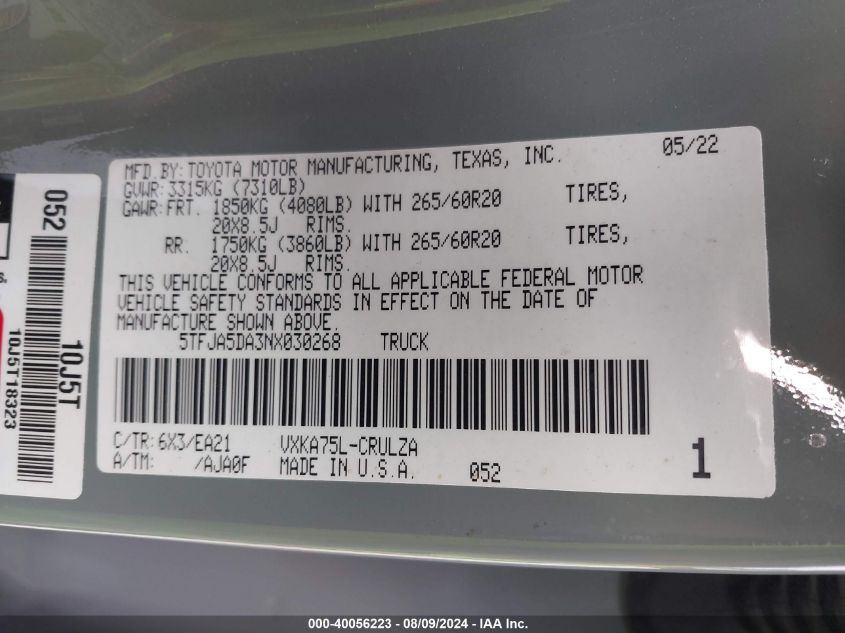 MFD.BY: TOYOTA MOTOR MANUFACTURING, TEXAS, INC. 05/22
GVWR: 3315KG (7310LB)
GAWR: FRT. 1850KG (4080LB) WITH 265/60R20 TIRES,
20X8.5J RIMS.
RR. 1750KG (3860LB) WITH 265/60R20 TIRES,
20X8.5J RIMS.
THIS VEHICLE CONFORMS TO ALL APPLICABLE FEDERAL MOTOR
VEHICLE SAFETY STANDARDS IN EFFECT ON THE DATE OF
MANUFACTURE SHOWN ABOVE.
5TFJA5DA3NX030268 TRUCK
C/TR: 6X3/EA21 VXKA75L-CRULZA
A/TM: /AJA0F MADE IN U.S.A. 052 1
052
10J5T
10J5T18323
s.
000-40056223 - 08/09/2024 - IAA Inc.